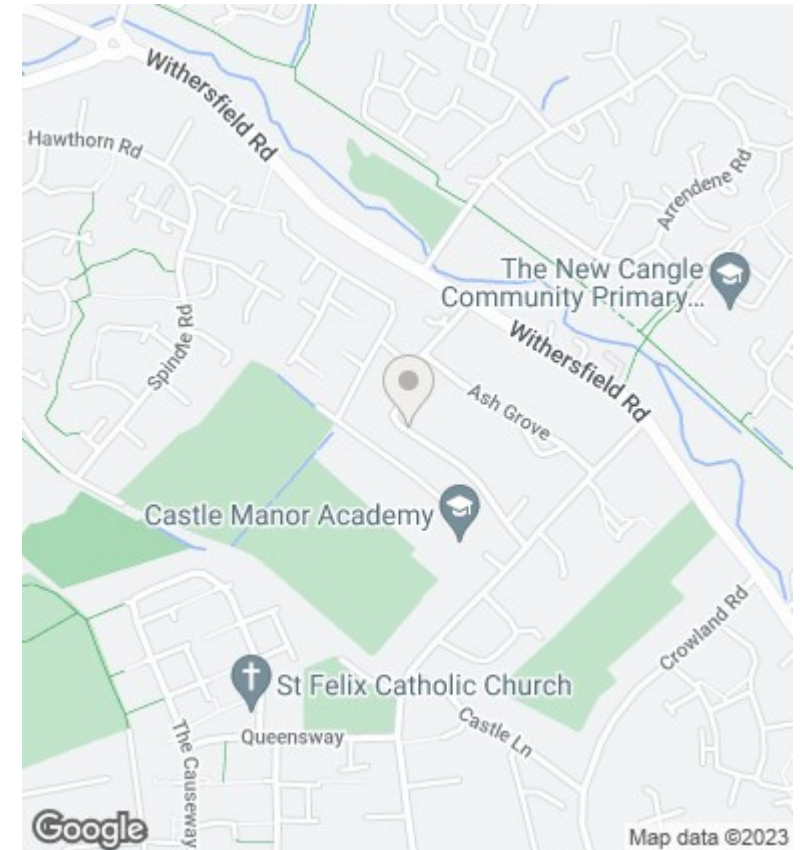 Withersfield Rd
Hawthorn Rd
Arrendene Rd
The New Cangle
Community Primary...
Spindle Rd
Withersfield Rd
Ash Grove
Castle Manor Academy
Crowland Rd
St Felix Catholic Church
Castle Ln
Queensway
The Causeway
Google
Map data ©2023